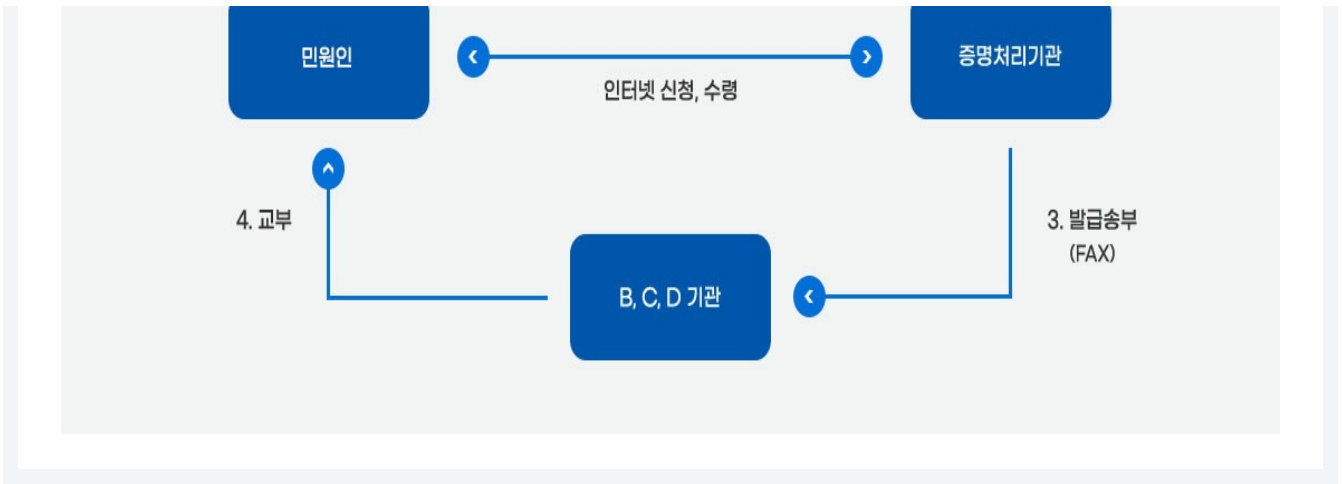 민원인
증명처리기관
인터넷 신청, 수령
4. 교부
3. 발급송부
(FAX)
B, C, D 기관